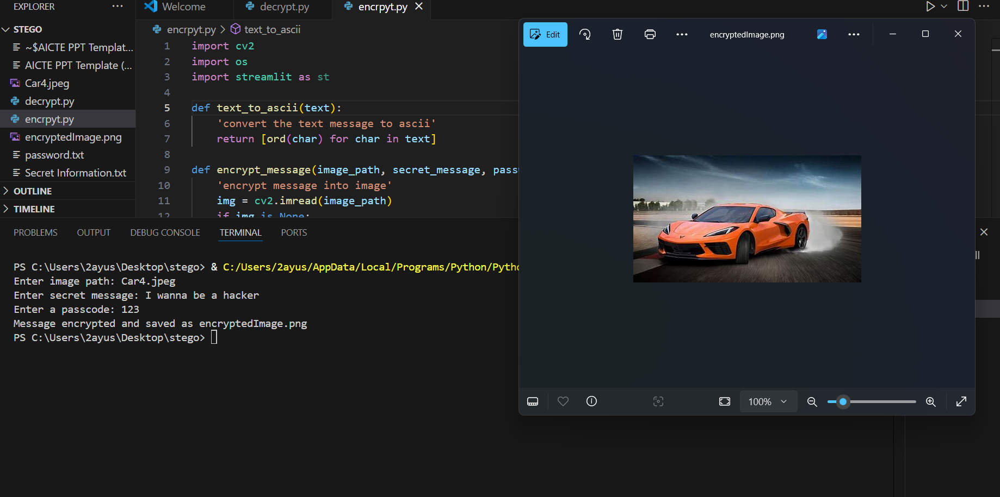 EXPLORER
STEGO
~$AICTE PPT Templat...
AICTE PPT Template (...
Car4.jpeg
decrypt.py
encrpyt.py
encryptedImage.png
password.txt
Secret Information.txt
OUTLINE
TIMELINE
Welcome
decrypt.py
encrpyt.py
encrpyt.py > text_to_ascii
1 import cv2
2 import os
3 import streamlit as st
4
5 def text_to_ascii(text):
6 'convert the text message to ascii'
7 return [ord(char) for char in text]
8
9 def encrypt_message(image_path, secret_message, passw
10 'encrypt message into image'
11 img = cv2.imread(image_path)
12 if img is None:
PROBLEMS
OUTPUT
DEBUG CONSOLE
TERMINAL
PORTS
PS C:\Users\2ayus\Desktop\stego> & C:/Users/2ayus/AppData/Local/Programs/Python/Pytho
Enter image path: Car4.jpeg
Enter secret message: I wanna be a hacker
Enter a passcode: 123
Message encrypted and saved as encryptedImage.png
PS C:\Users\2ayus\Desktop\stego>
Edit
encryptedImage.png
100%